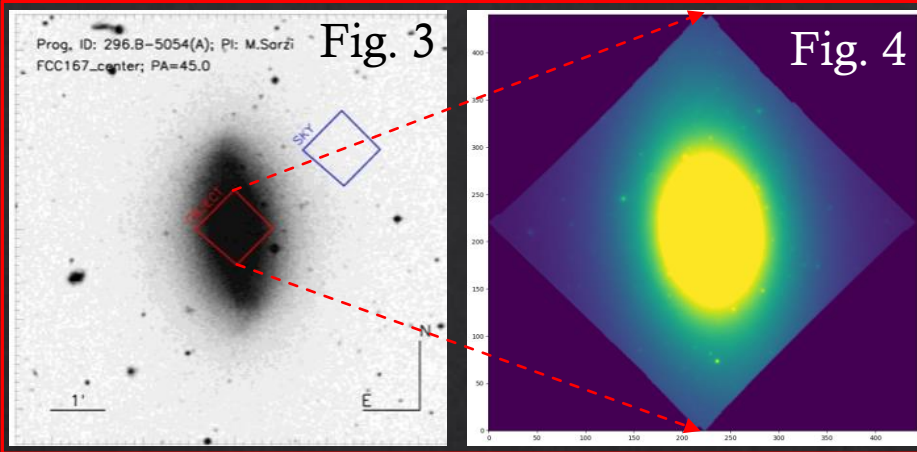 Prog. ID: 296.B-5054(A); PI: M.Sarzi
FCC167_center; PA=45.0
Fig. 3
SKY
OBJECT
N
E
1'
Fig. 4
400
350
300
250
200
150
100
50
0
0 50 100 150 200 250 300 350 400